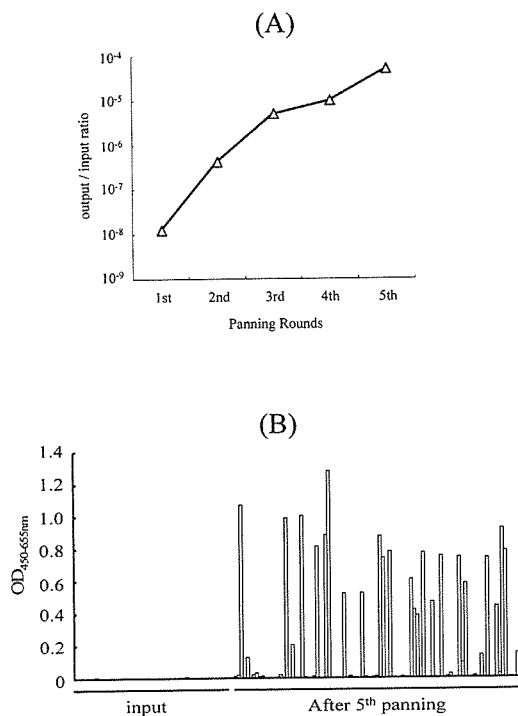 (A)
10⁻⁴
10⁻⁵
10⁻⁶
10⁻⁷
10⁻⁸
10⁻⁹
output / input ratio
1st 2nd 3rd 4th 5th
Panning Rounds
(B)
1.4
1.2
1.0
0.8
0.6
0.4
0.2
0
OD450-655nm
input After 5th panning